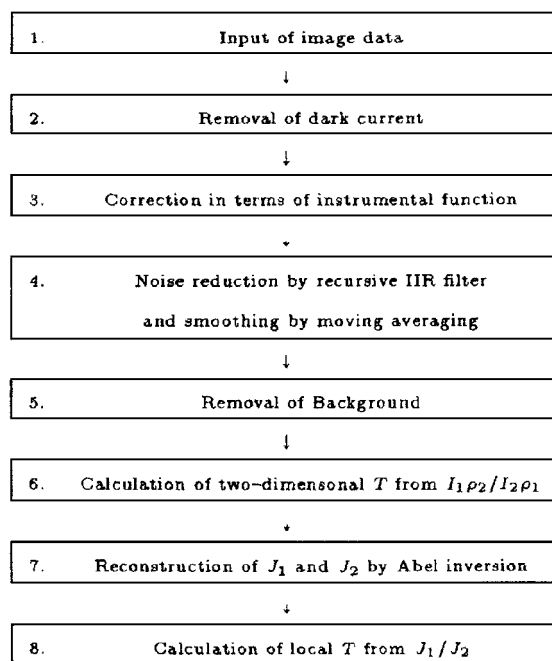 1. Input of image data
↓
2. Removal of dark current
↓
3. Correction in terms of instrumental function
4. Noise reduction by recursive IIR filter
and smoothing by moving averaging
↓
5. Removal of Background
↓
6. Calculation of two-dimensonal T from I₁ρ₂/I₂ρ₁
7. Reconstruction of J₁ and J₂ by Abel inversion
↓
8. Calculation of local T from J₁/J₂